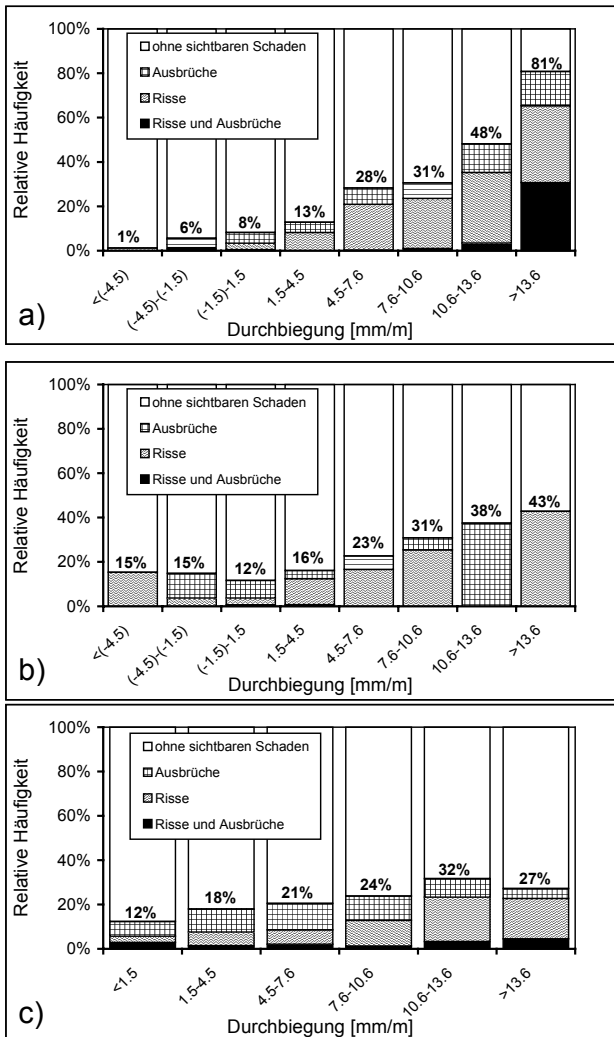 100%
80%
60%
40%
20%
0%
Relative Häufigkeit
ohne sichtbaren Schaden
Ausbrüche
Risse
Risse und Ausbrüche
1%
6%
8%
13%
28%
31%
48%
81%
<(-4.5)
(-4.5)-(-1.5)
(-1.5)-1.5
1.5-4.5
4.5-7.6
7.6-10.6
10.6-13.6
>13.6
a)
Durchbiegung [mm/m]
100%
80%
60%
40%
20%
0%
Relative Häufigkeit
ohne sichtbaren Schaden
Ausbrüche
Risse
Risse und Ausbrüche
15%
15%
12%
16%
23%
31%
38%
43%
<(-4.5)
(-4.5)-(-1.5)
(-1.5)-1.5
1.5-4.5
4.5-7.6
7.6-10.6
10.6-13.6
>13.6
b)
Durchbiegung [mm/m]
100%
80%
60%
40%
20%
0%
Relative Häufigkeit
ohne sichtbaren Schaden
Ausbrüche
Risse
Risse und Ausbrüche
12%
18%
21%
24%
32%
27%
<1.5
1.5-4.5
4.5-7.6
7.6-10.6
10.6-13.6
>13.6
c)
Durchbiegung [mm/m]